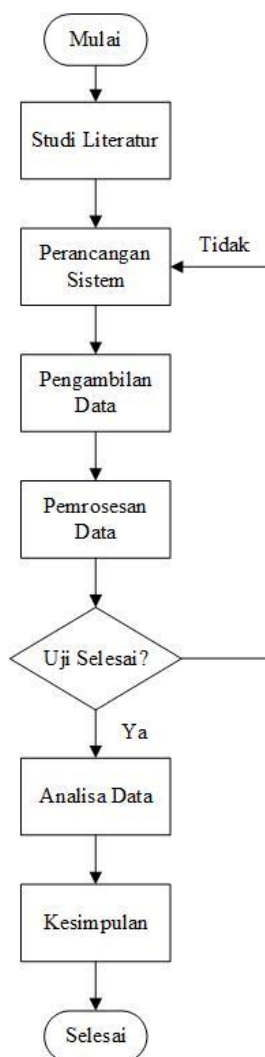 Mulai
Studi Literatur
Perancangan
Sistem
Tidak
Pengambilan
Data
Pemrosesan
Data
Uji Selesai?
Ya
Analisa Data
Kesimpulan
Selesai